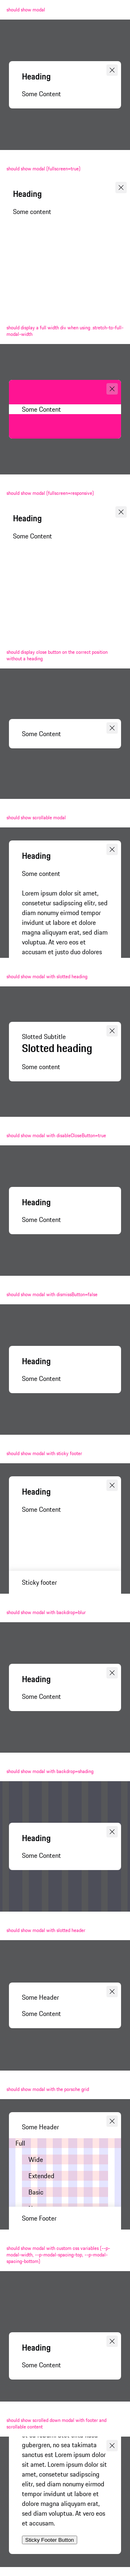 should show modal
Heading
Some Content
should show modal (fullscreen=true)
Heading
Some content
should display a full width div when using, stretch-to-full-
modal-width
Some Content
should show modal (fullscreen=responsive)
Heading
Some Content
should display close button on the correct position
without a heading
Some Content
should show scrollable modal
Heading
Some content
Lorem ipsum dolor sit amet,
consetetur sadipscing elitr, sed
diam nonumy eirmod tempor
invidunt ut labore et dolore
magna aliquyam erat, sed diam
voluptua. At vero eos et
accusam et justo duo dolores
should show modal with slotted heading
Slotted Subtitle
Slotted heading
Some content
should show modal with disableCloseButton=true
Heading
Some Content
should show modal with dismissButton=false
Heading
Some Content
should show modal with sticky footer
Heading
Some Content
Sticky footer
should show modal with backdrop=blur
Heading
Some Content
should show modal with backdrop=shading
Heading
Some Content
should show modal with slotted header
Some Header
Some Content
should show modal with the porsche grid
Some Header
Full
Wide
Extended
Basic
Some Footer
should show modal with custom css variables (--p-
modal-width, --p-modal-spacing-top, --p-modal-
spacing-bottom)
Heading
Some Content
should show scrolled down modal with footer and
scrollable content
gubergren, no sea takimata
sanctus est Lorem ipsum dolor
sit amet. Lorem ipsum dolor sit
amet, consetetur sadipscing
elitr, sed diam nonumy eirmod
tempor invidunt ut labore et
dolore magna aliquyam erat,
sed diam voluptua. At vero eos
et accusam.
Sticky Footer Button